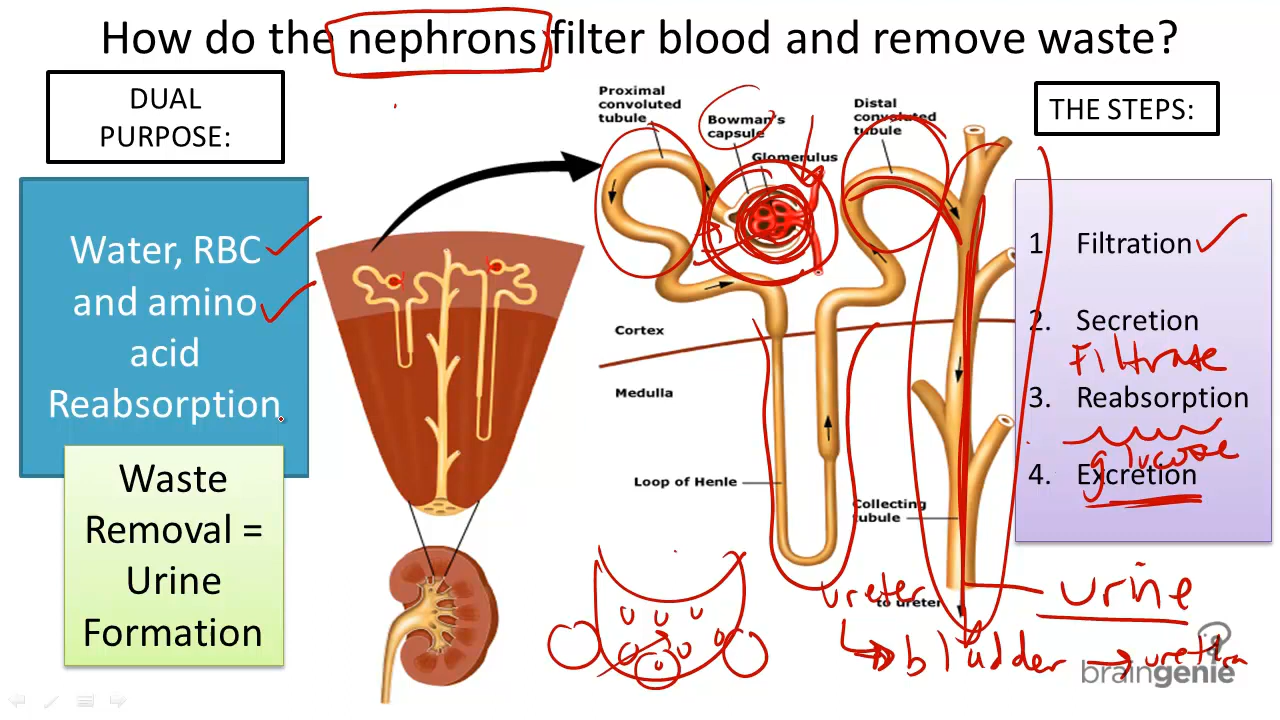 How do the nephrons filter blood and remove waste?
DUAL
PURPOSE:
Water, RBC
and amino
acid
Reabsorption
Waste
Removal =
Urine
Formation
Proximal
convoluted
tubule
Bowman's
capsule
Glomerulus
Distal
convoluted
tubule
Cortex
Medulla
Loop of Henle
Collecting
tubule
to ureter
ureter
bladder → urethra
urine
THE STEPS:
1 Filtration
2. Secretion
Filtrate
3. Reabsorption
glucose
4. Excretion
braingenie